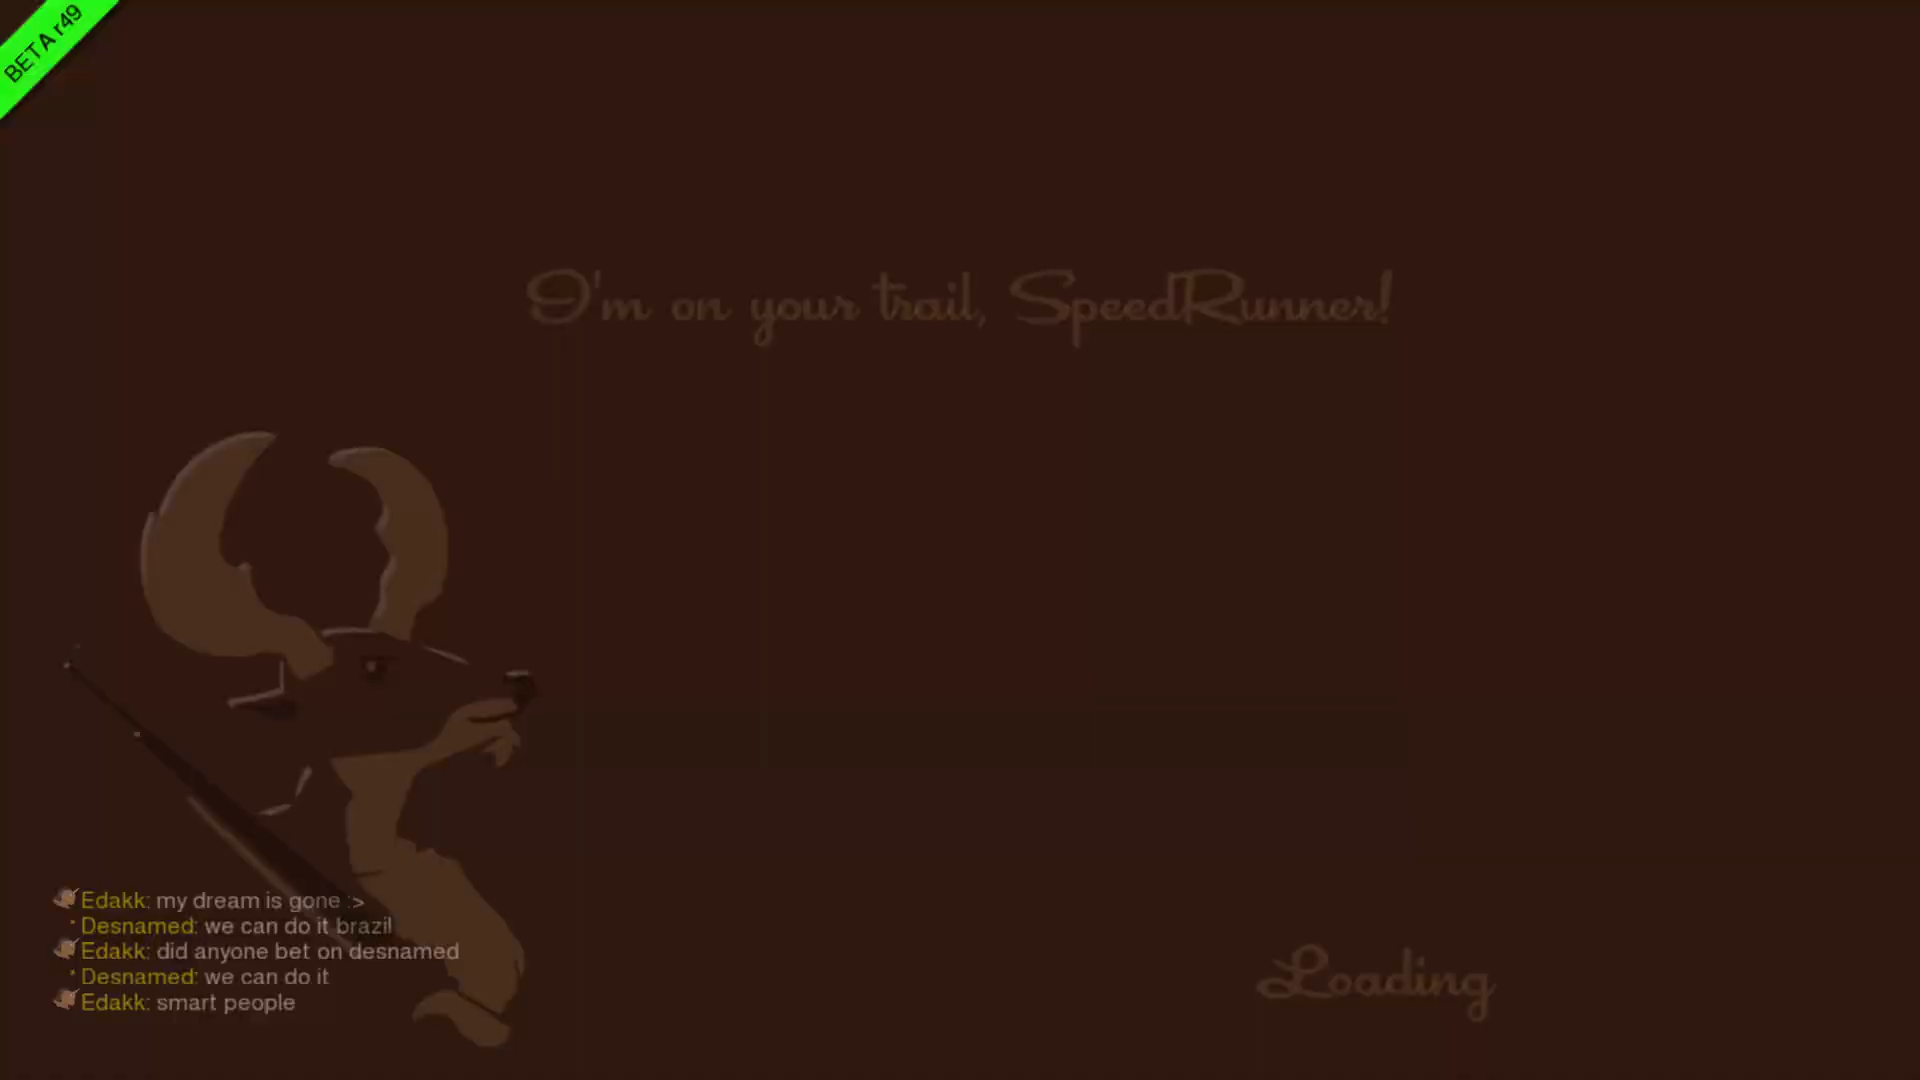 BETA r49
I'm on your trail, SpeedRunner!
Edakk: my dream is gone :>
Desnamed: we can do it brazil
Edakk: did anyone bet on desnamed
Desnamed: we can do it
Edakk: smart people
Loading